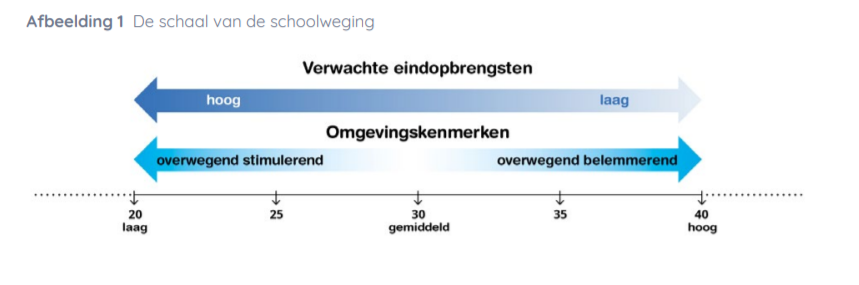 Afbeelding 1 De schaal van de schoolweging
Verwachte eindopbrengsten
hoog laag
Omgevingskenmerken
overwegend stimulerend overwegend belemmerend
20 25 30 35 40
laag gemiddeld hoog